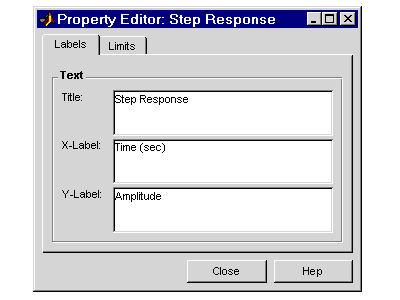 Property Editor: Step Response
Labels Limits
Text
Title: Step Response
X-Label: Time (sec)
Y-Label: Amplitude
Close Hep